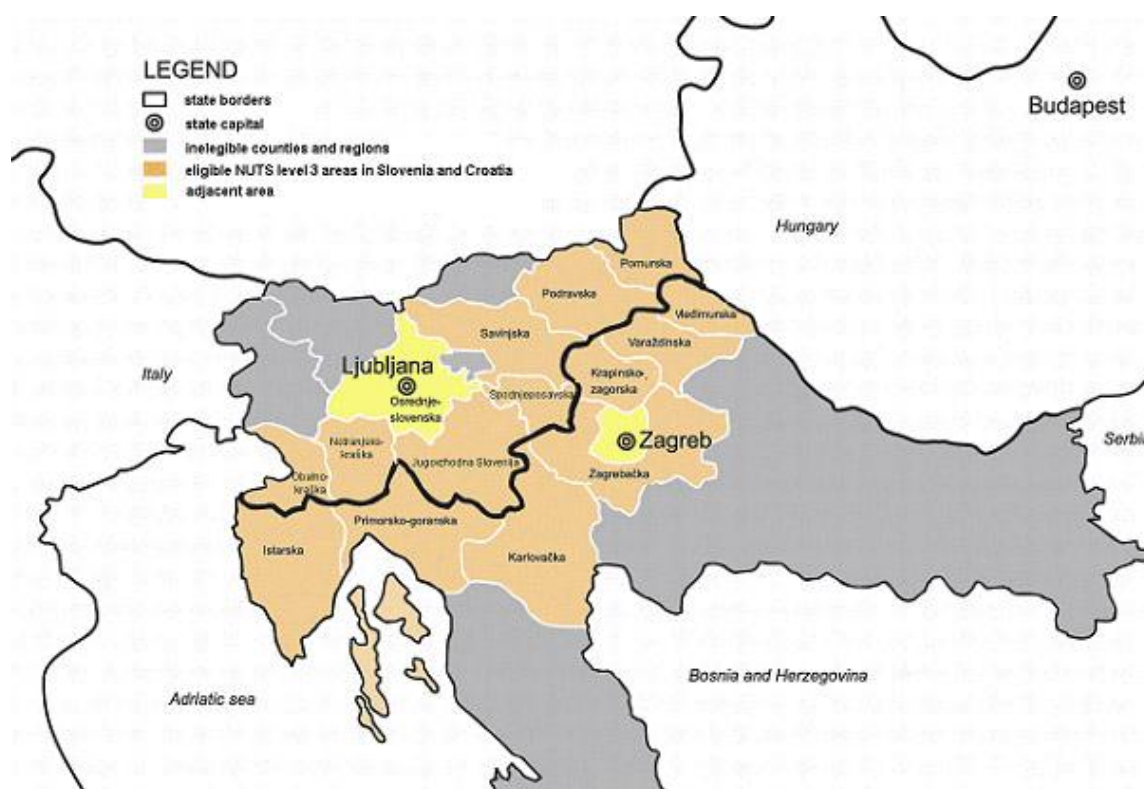 LEGEND
state borders
state capital
inelegible counties and regions
eligible NUTS level 3 areas in Slovenia and Croatia
adjacent area
Budapest
Hungary
Pomurska
Podravska
Međimurska
Savinjska
Varaždinska
Ljubljana
Italy
Krapinsko-
zagorska
Spodnjeposavska
Osrednje-
slovenska
Zagreb
Serbi
Notranjsko-
kraška
Jugovzhodna Slovenija
Zagrebačka
Obalno-
kraška
Primorsko-goranska
Istarska
Karlovačka
Bosnia and Herzegovina
Adriatic sea